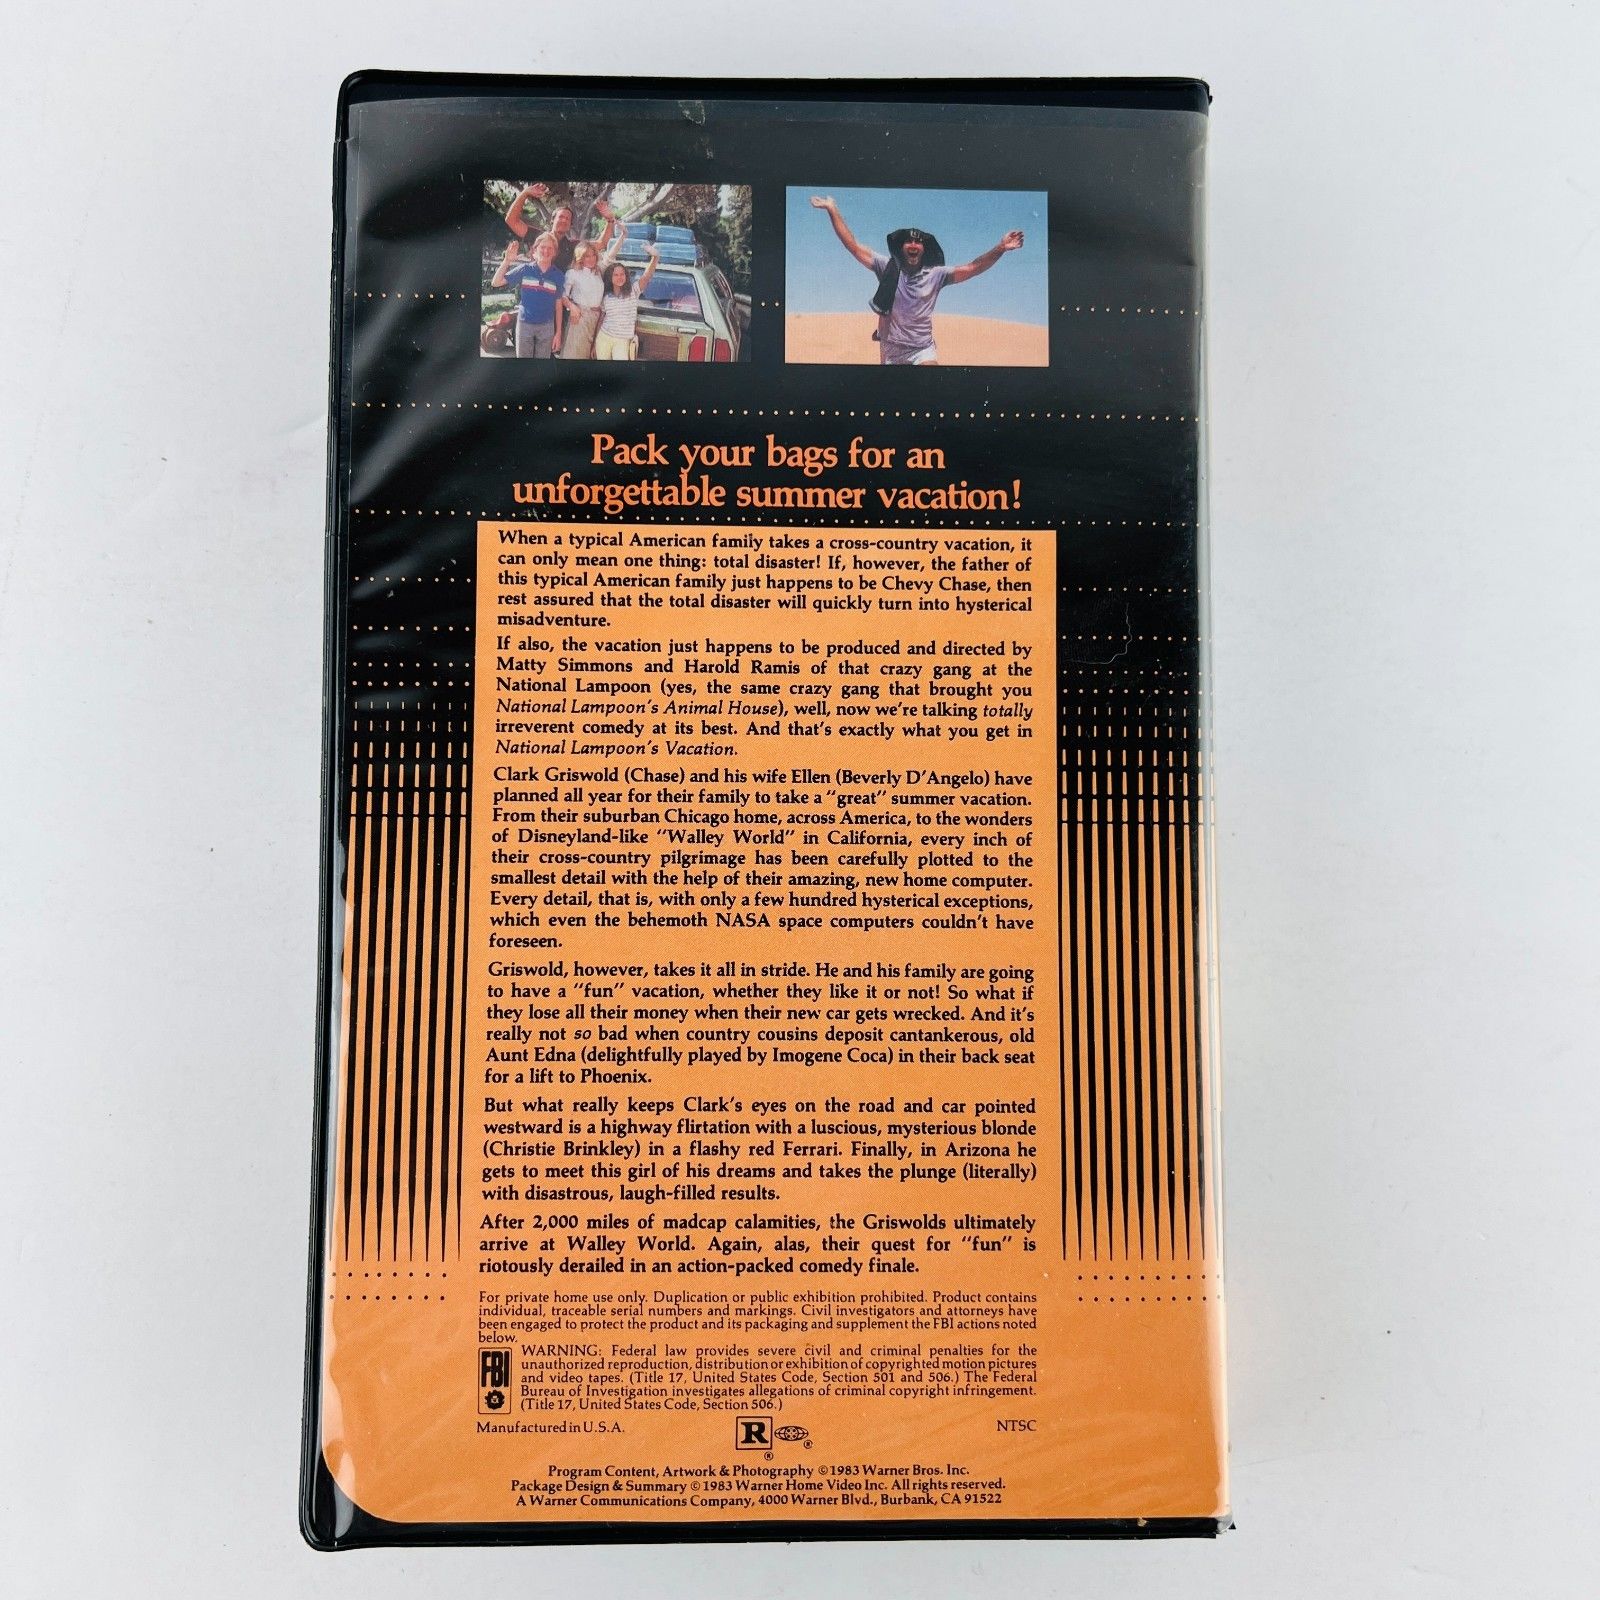 Pack your bags for an
unforgettable summer vacation!
When a typical American family takes a cross-country vacation, it
can only mean one thing: total disaster! If, however, the father of
this typical American family just happens to be Chevy Chase, then
rest assured that the total disaster will quickly turn into hysterical
misadventure.
If also, the vacation just happens to be produced and directed by
Matty Simmons and Harold Ramis of that crazy gang at the
National Lampoon (yes, the same crazy gang that brought you
National Lampoon's Animal House), well, now we're talking totally
irreverent comedy at its best. And that's exactly what you get in
National Lampoon's Vacation.
Clark Griswold (Chase) and his wife Ellen (Beverly D'Angelo) have
planned all year for their family to take a "great" summer vacation.
From their suburban Chicago home, across America, to the wonders
of Disneyland-like "Walley World" in California, every inch of
their cross-country pilgrimage has been carefully plotted to the
smallest detail with the help of their amazing, new home computer.
Every detail, that is, with only a few hundred hysterical exceptions,
which even the behemoth NASA space computers couldn't have
foreseen.
Griswold, however, takes it all in stride. He and his family are going
to have a "fun" vacation, whether they like it or not! So what if
they lose all their money when their new car gets wrecked. And it's
really not so bad when country cousins deposit cantankerous, old
Aunt Edna (delightfully played by Imogene Coca) in their back seat
for a lift to Phoenix.
But what really keeps Clark's eyes on the road and car pointed
westward is a highway flirtation with a luscious, mysterious blonde
(Christie Brinkley) in a flashy red Ferrari. Finally, in Arizona he
gets to meet this girl of his dreams and takes the plunge (literally)
with disastrous, laugh-filled results.
After 2,000 miles of madcap calamities, the Griswolds ultimately
arrive at Walley World. Again, alas, their quest for "fun" is
riotously derailed in an action-packed comedy finale.
For private home use only. Duplication or public exhibition prohibited. Product contains
individual, traceable serial numbers and markings. Civil investigators and attorneys have
been engaged to protect the product and its packaging and supplement the FBI actions noted
below.
FBI
WARNING: Federal law provides severe civil and criminal penalties for the
unauthorized reproduction, distribution or exhibition of copyrighted motion pictures
and video tapes. (Title 17, United States Code, Section 501 and 506.) The Federal
Bureau of Investigation investigates allegations of criminal copyright infringement.
(Title 17, United States Code, Section 506.)
Manufactured in U.S.A. R ® ® NTSC
Program Content, Artwork & Photography ©1983 Warner Bros. Inc.
Package Design & Summary ©1983 Warner Home Video Inc. All rights reserved.
A Warner Communications Company, 4000 Warner Blvd., Burbank, CA 91522